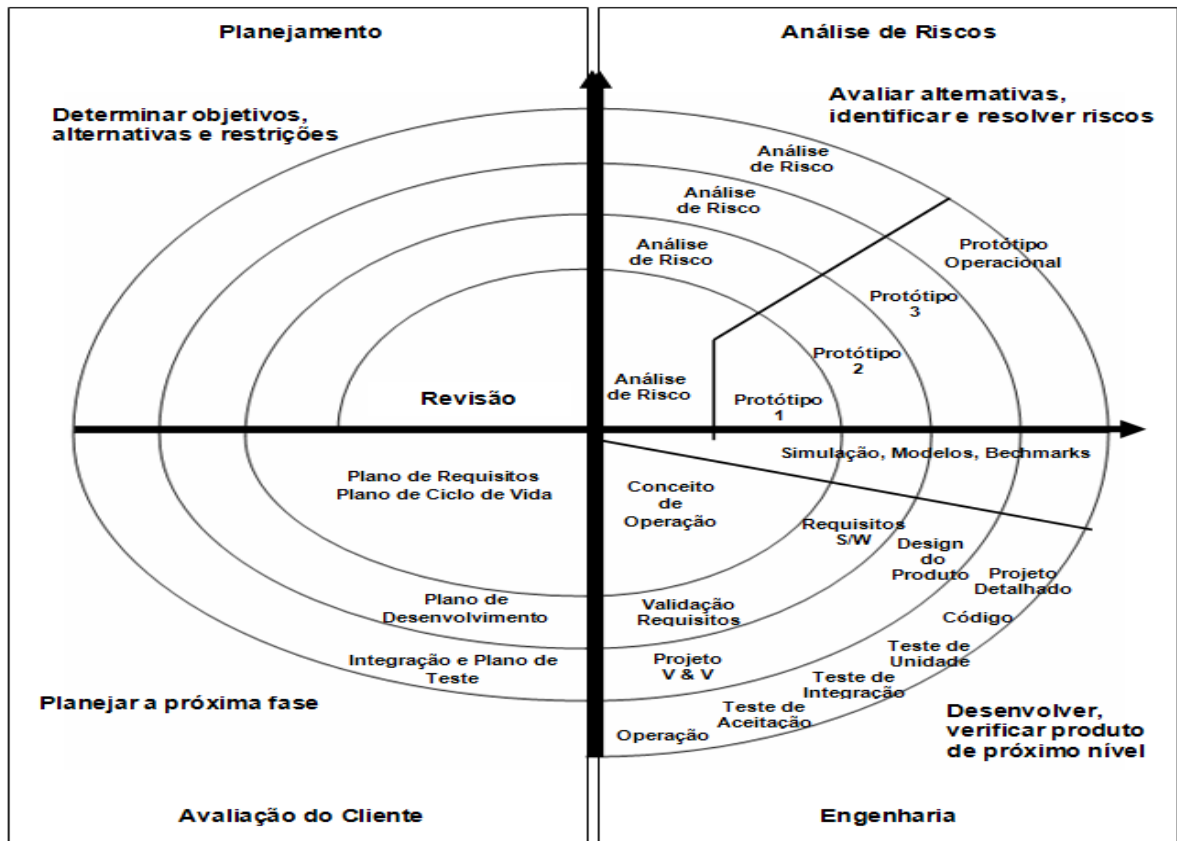 Planejamento
Análise de Riscos
Determinar objetivos,
alternativas e restrições
Avaliar alternativas,
identificar e resolver riscos
Análise
de Risco
Análise
de Risco
Análise
de Risco
Análise
de Risco
Protótipo
Operacional
Protótipo
3
Protótipo
2
Protótipo
1
Revisão
Simulação, Modelos, Bechmarks
Plano de Requisitos
Plano de Ciclo de Vida
Conceito
de
Operação
Requisitos
S/W
Design
do
Produto
Projeto
Detalhado
Código
Plano de
Desenvolvimento
Validação
Requisitos
Teste de
Unidade
Integração e Plano de
Teste
Projeto
V & V
Teste de
Integração
Teste de
Aceitação
Operação
Planejar a próxima fase
Desenvolver,
verificar produto
de próximo nível
Avaliação do Cliente
Engenharia